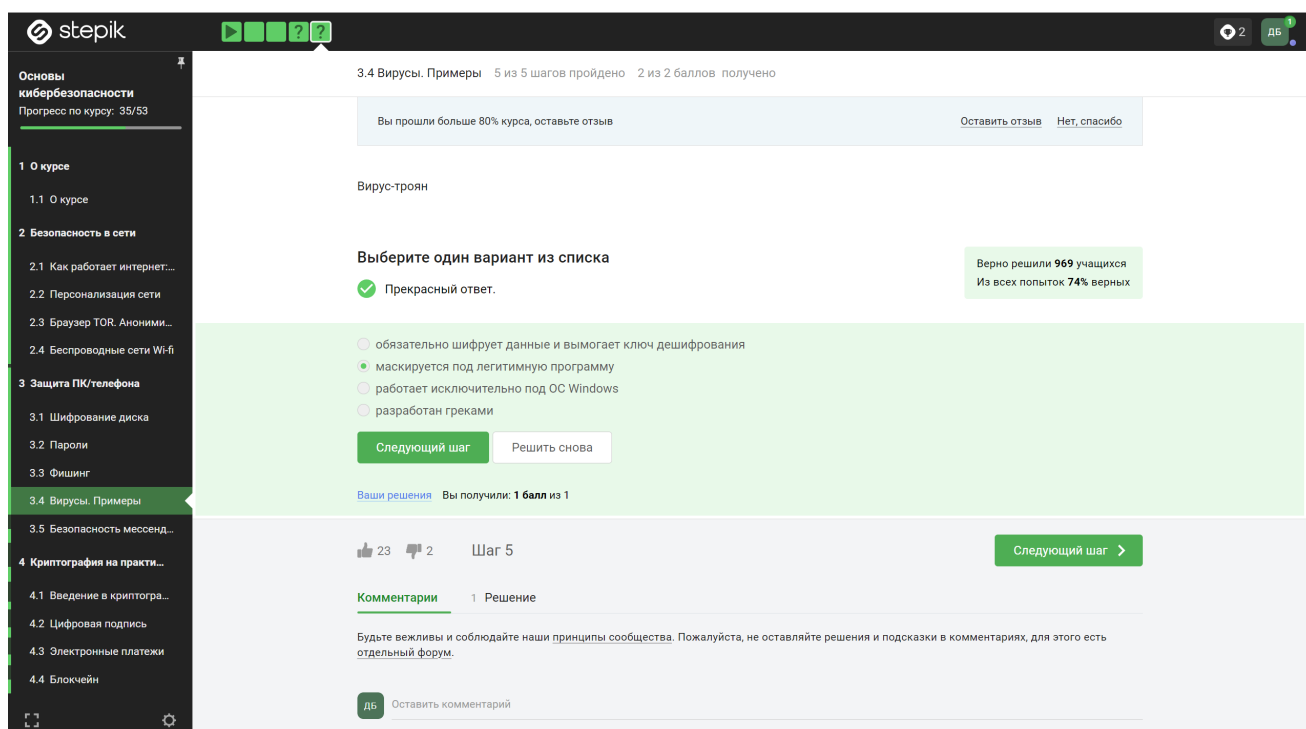 stepik
? ?
2
ДБ
1
Основы
кибербезопасности
Прогресс по курсу: 35/53
1 О курсе
1.1 О курсе
2 Безопасность в сети
2.1 Как работает интернет:...
2.2 Персонализация сети
2.3 Браузер TOR. Аноними...
2.4 Беспроводные сети Wi-fi
3 Защита ПК/телефона
3.1 Шифрование диска
3.2 Пароли
3.3 Фишинг
3.4 Вирусы. Примеры
3.5 Безопасность мессенд...
4 Криптография на практи...
4.1 Введение в криптогра...
4.2 Цифровая подпись
4.3 Электронные платежи
4.4 Блокчейн
3.4 Вирусы. Примеры 5 из 5 шагов пройдено 2 из 2 баллов получено
Вы прошли больше 80% курса, оставьте отзыв Оставить отзыв Нет, спасибо
Вирус-троян
Выберите один вариант из списка
Прекрасный ответ.
Верно решили 969 учащихся
Из всех попыток 74% верных
обязательно шифрует данные и вымогает ключ дешифрования
маскируется под легитимную программу
работает исключительно под ОС Windows
разработан греками
Следующий шаг Решить снова
Ваши решения Вы получили: 1 балл из 1
23 2 Шаг 5 Следующий шаг
Комментарии 1 Решение
Будьте вежливы и соблюдайте наши принципы сообщества. Пожалуйста, не оставляйте решения и подсказки в комментариях, для этого есть
отдельный форум.
ДБ Оставить комментарий